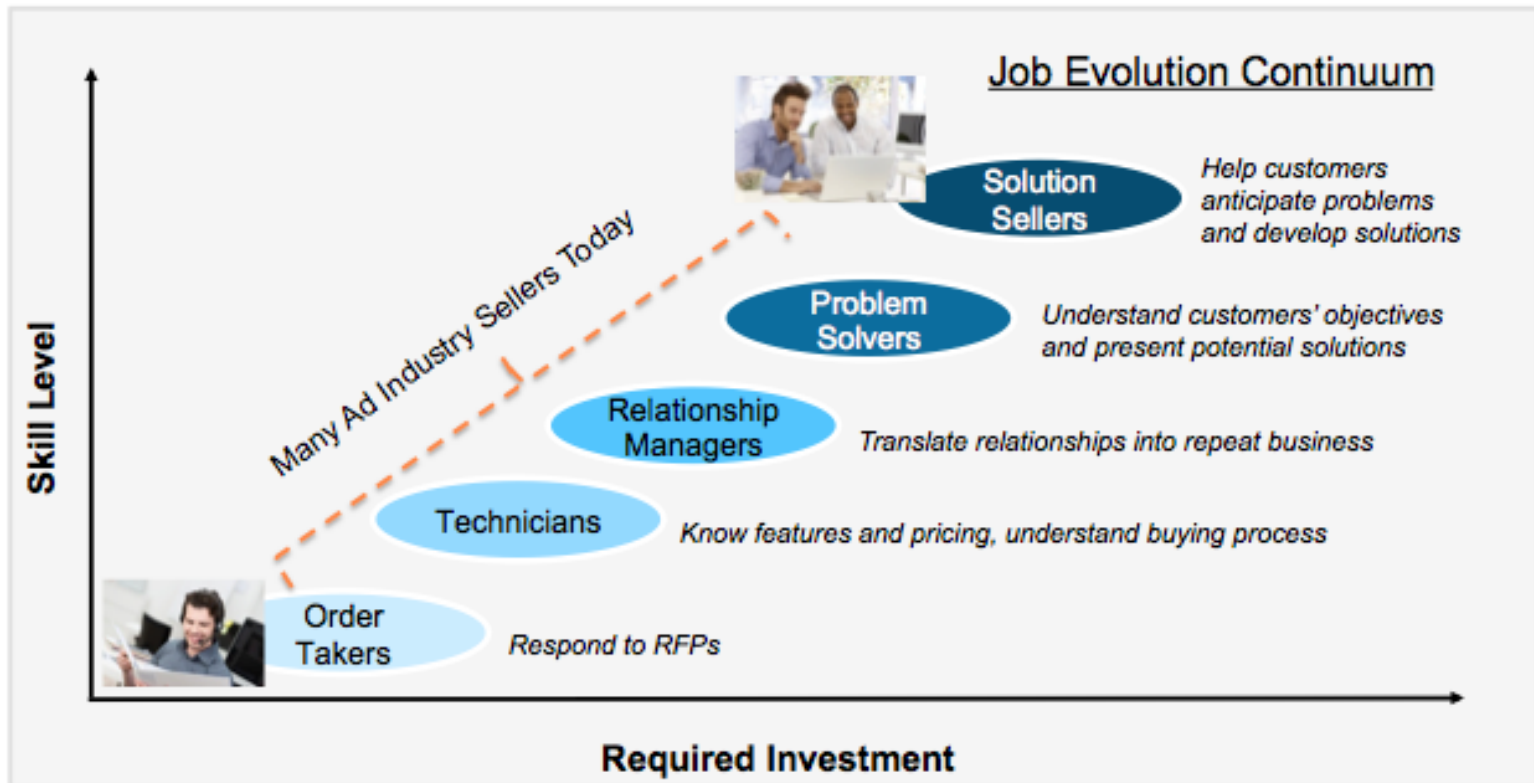 Job Evolution Continuum
Solution
Sellers
Help customers
anticipate problems
and develop solutions
Many Ad Industry Sellers Today
Problem
Solvers
Understand customers’ objectives
and present potential solutions
Relationship
Managers
Translate relationships into repeat business
Technicians
Know features and pricing, understand buying process
Order
Takers
Respond to RFPs
Skill Level
Required Investment